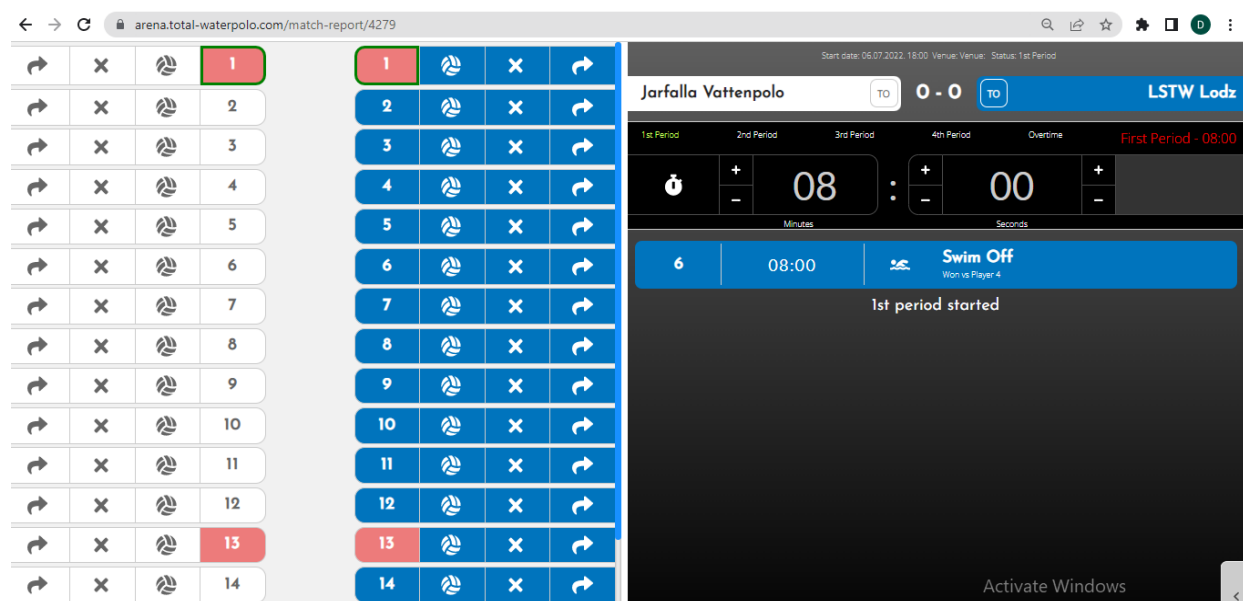 arena.total-waterpolo.com/match-report/4279
D
1 1
2 2
3 3
4 4
5 5
6 6
7 7
8 8
9 9
10 10
11 11
12 12
13 13
14 14
Start date: 06.07.2022. 18:00 Venue: Venue: Status: 1st Period
Jarfalla Vattenpolo TO 0 - 0 TO LSTW Lodz
1st Period 2nd Period 3rd Period 4th Period Overtime First Period - 08:00
+ 08 : + 00 +
- - -
Minutes Seconds
6 08:00 Swim Off
Won vs Player 4
1st period started
Activate Windows